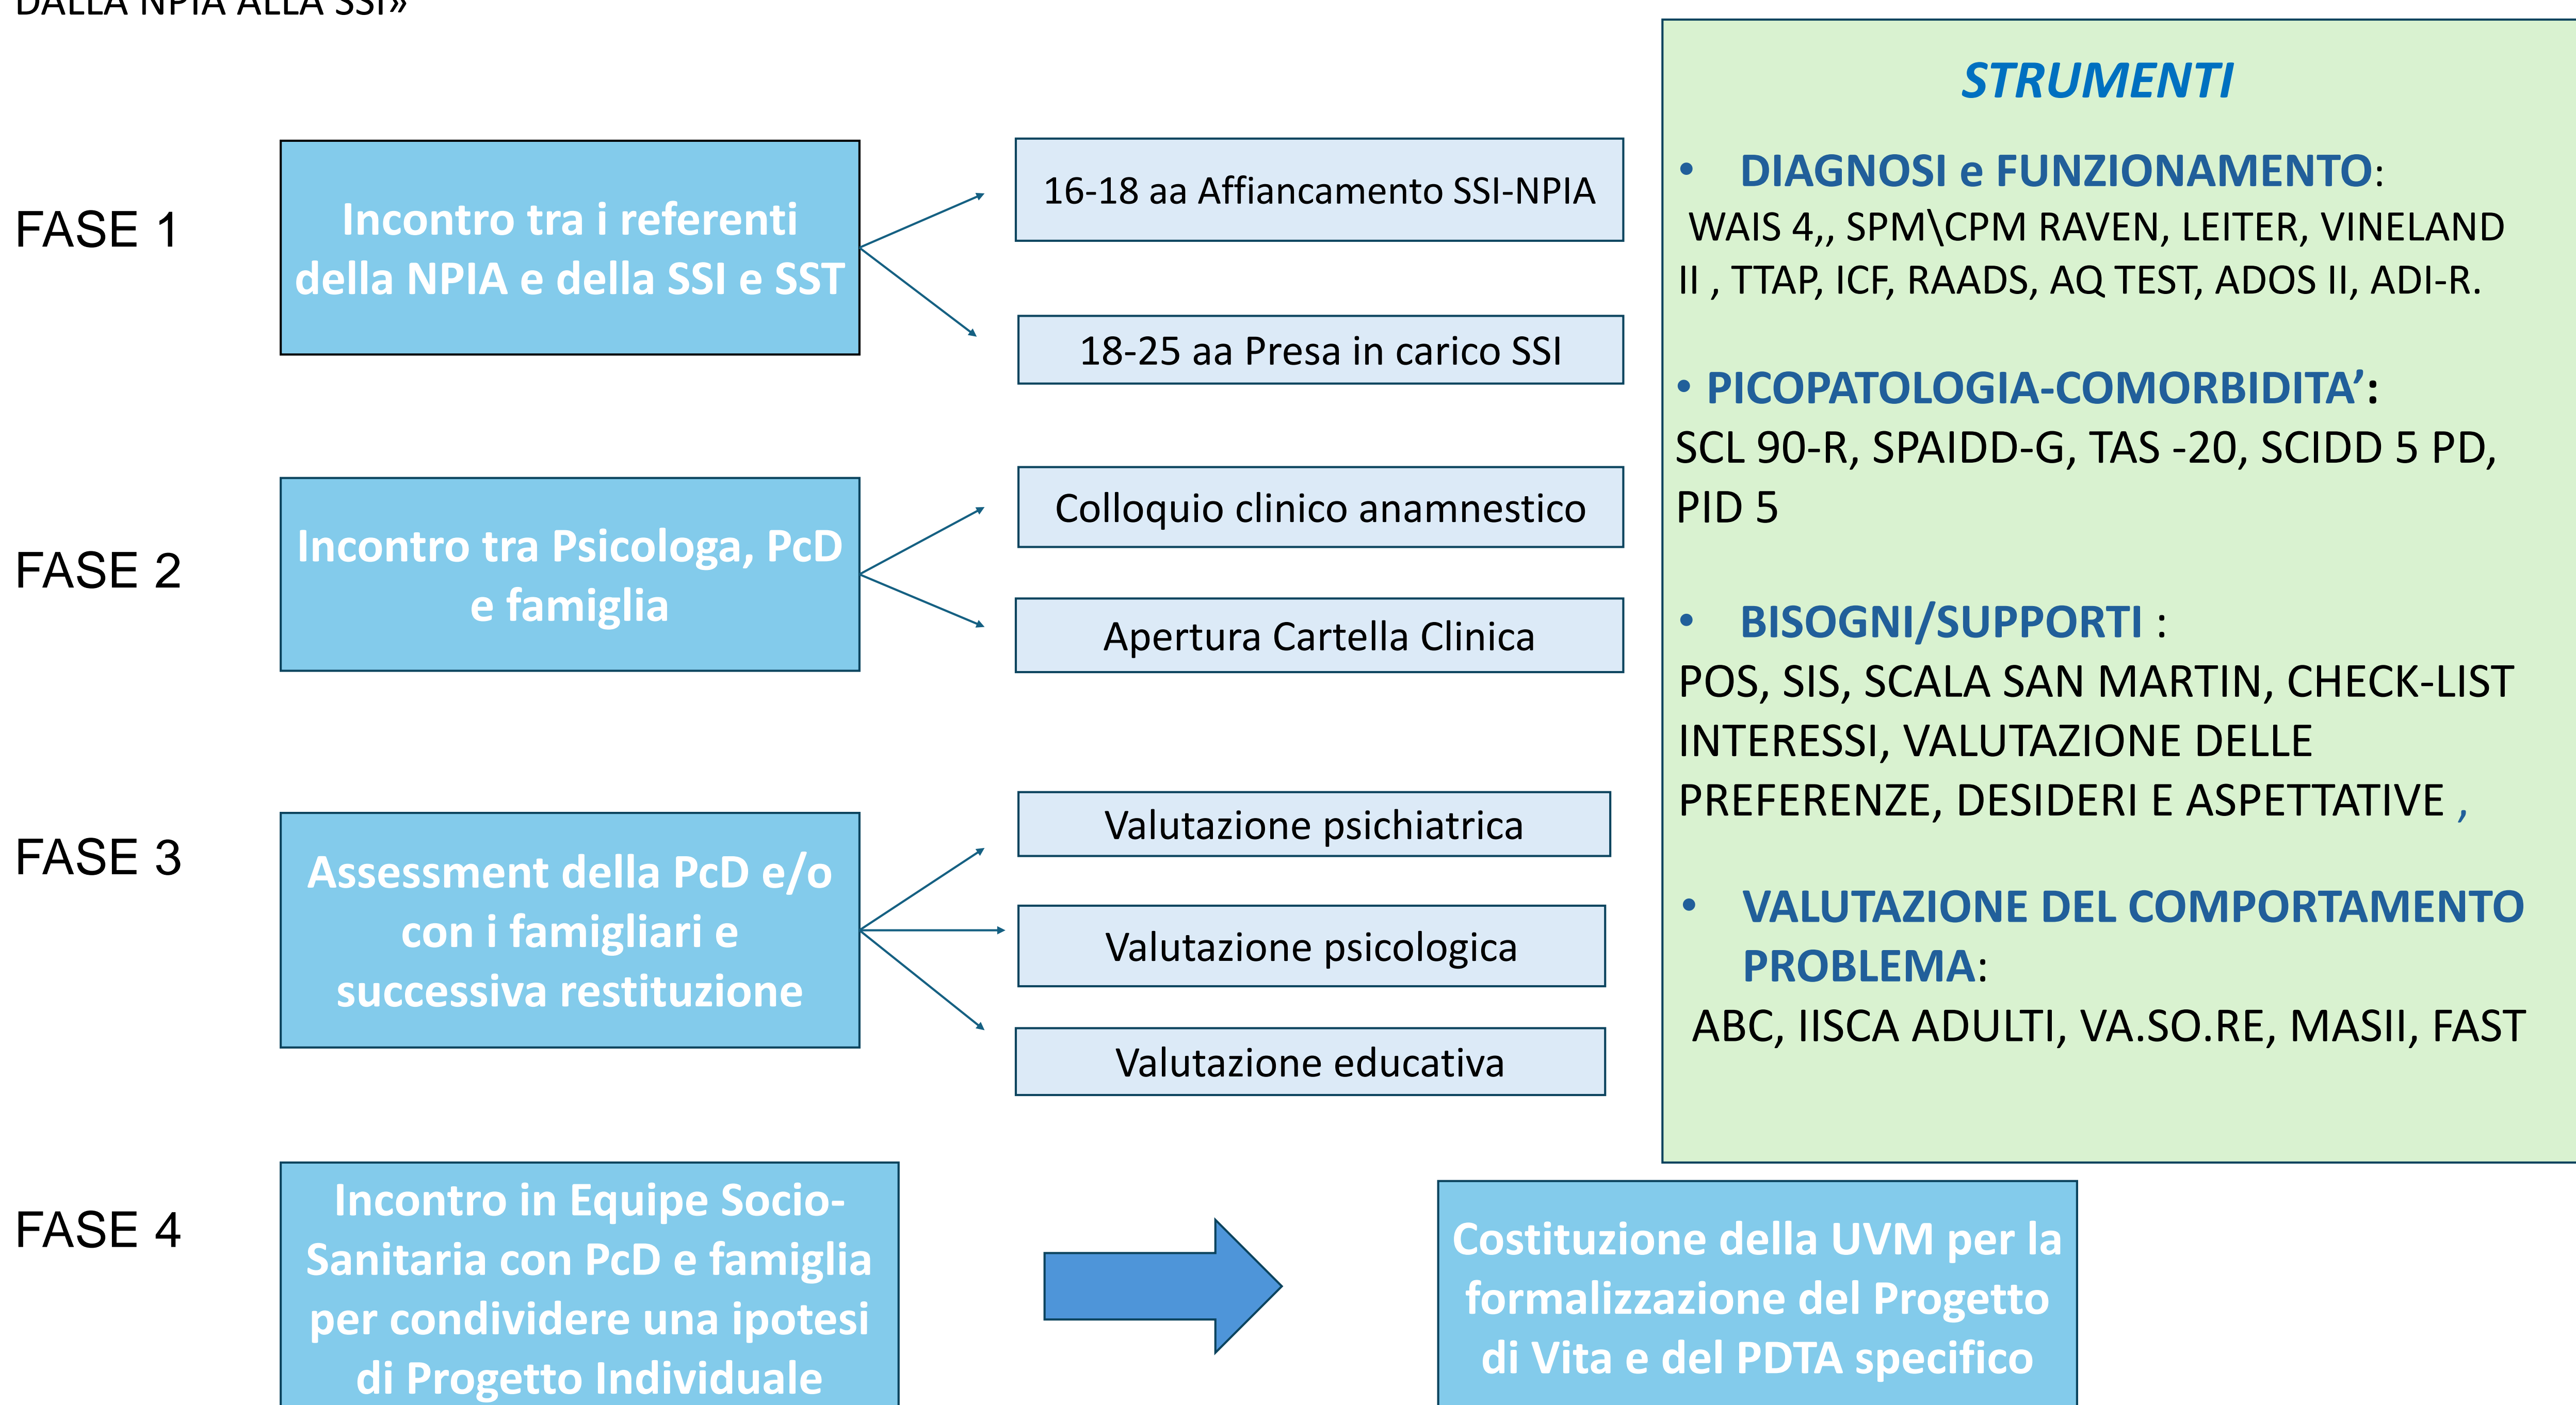 DALLA NPIA ALLA SSI»
FASE 1
Incontro tra i referenti
della NPIA e della SSI e SST
16-18 aa Affiancamento SSI-NPIA
18-25 aa Presa in carico SSI
FASE 2
Incontro tra Psicologa, PcD
e famiglia
Colloquio clinico anamnestico
Apertura Cartella Clinica
FASE 3
Assessment della PcD e/o
con i famigliari e
successiva restituzione
Valutazione psichiatrica
Valutazione psicologica
Valutazione educativa
FASE 4
Incontro in Equipe Socio-
Sanitaria con PcD e famiglia
per condividere una ipotesi
di Progetto Individuale
Costituzione della UVM per la
formalizzazione del Progetto
di Vita e del PDTA specifico
STRUMENTI
• DIAGNOSI e FUNZIONAMENTO:
WAIS 4,, SPM\CPM RAVEN, LEITER, VINELAND
II , TTAP, ICF, RAADS, AQ TEST, ADOS II, ADI-R.
• PICOPATOLOGIA-COMORBIDITA’:
SCL 90-R, SPAIDD-G, TAS -20, SCIDD 5 PD,
PID 5
• BISOGNI/SUPPORTI :
POS, SIS, SCALA SAN MARTIN, CHECK-LIST
INTERESSI, VALUTAZIONE DELLE
PREFERENZE, DESIDERI E ASPETTATIVE ,
• VALUTAZIONE DEL COMPORTAMENTO
PROBLEMA:
ABC, IISCA ADULTI, VA.SO.RE, MASII, FAST